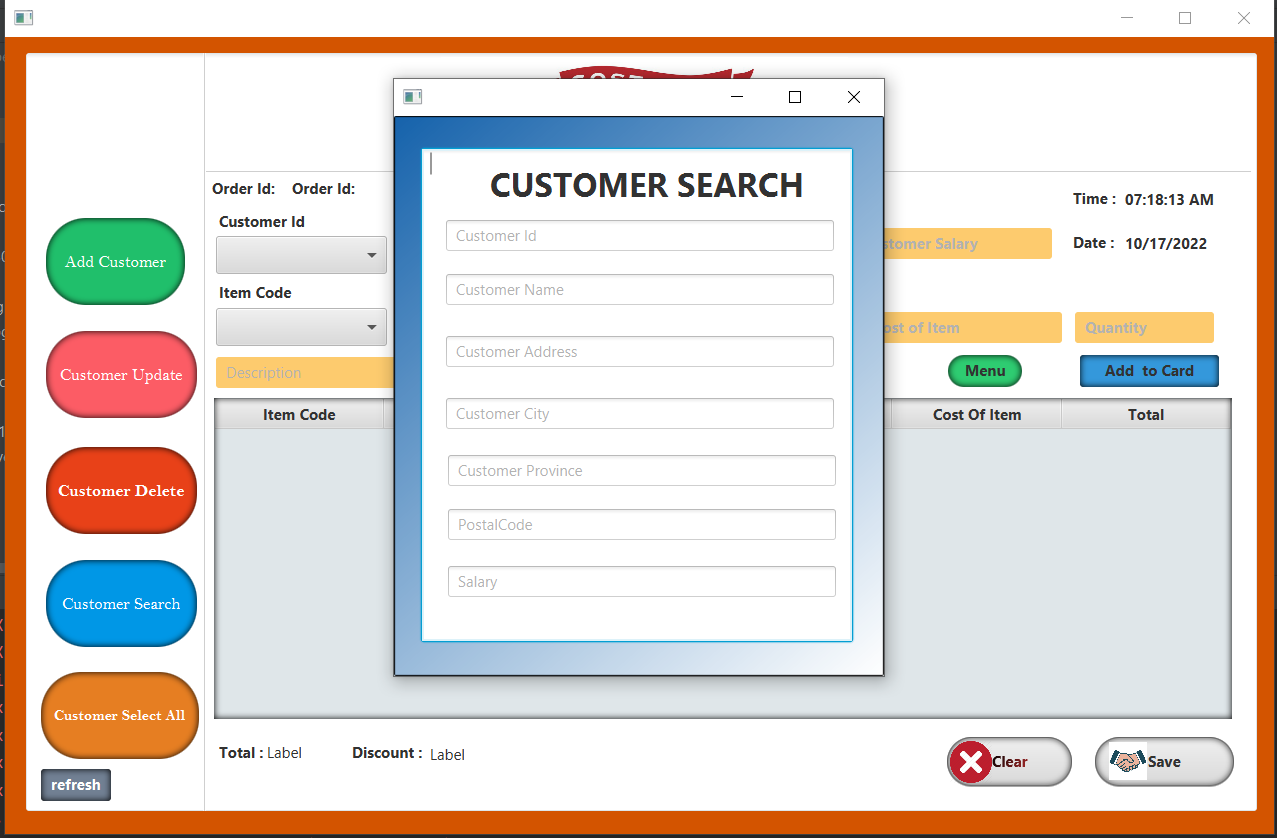 Order Id: Order Id:
Customer Id
Item Code
Description
Add Customer
Customer Update
Customer Delete
Customer Search
Customer Select All
refresh
CUSTOMER SEARCH
Customer Id
Customer Name
Customer Address
Customer City
Customer Province
PostalCode
Salary
Time : 07:18:13 AM
Salary
Date : 10/17/2022
of Item
Quantity
Menu
Add to Card
Item Code
Cost Of Item
Total
Total : Label
Discount : Label
Clear
Save